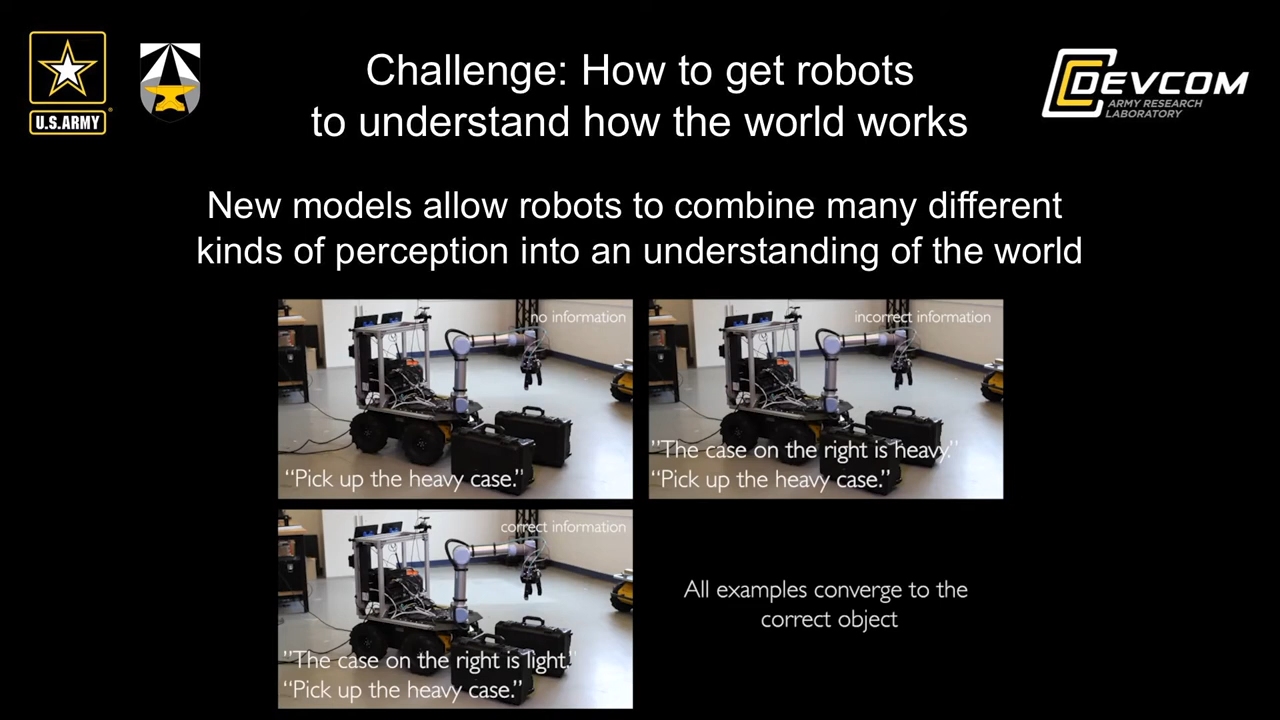 U.S.ARMY
DEVCOM
ARMY RESEARCH
LABORATORY
Challenge: How to get robots
to understand how the world works
New models allow robots to combine many different
kinds of perception into an understanding of the world
no information
“Pick up the heavy case.”
incorrect information
”The case on the right is heavy.”
“Pick up the heavy case.”
correct information
”The case on the right is light.”
“Pick up the heavy case.”
All examples converge to the
correct object